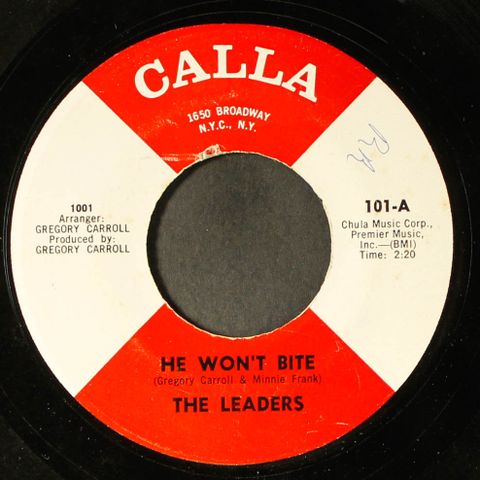 CALLA
1650 BROADWAY
N.Y.C., N.Y.
1001
Arranger:
GREGORY CARROLL
Produced by:
GREGORY CARROLL
101-A
Chula Music Corp.,
Premier Music,
Inc.—(BMI)
Time: 2:20
HE WON'T BITE
(Gregory Carroll & Minnie Frank)
THE LEADERS